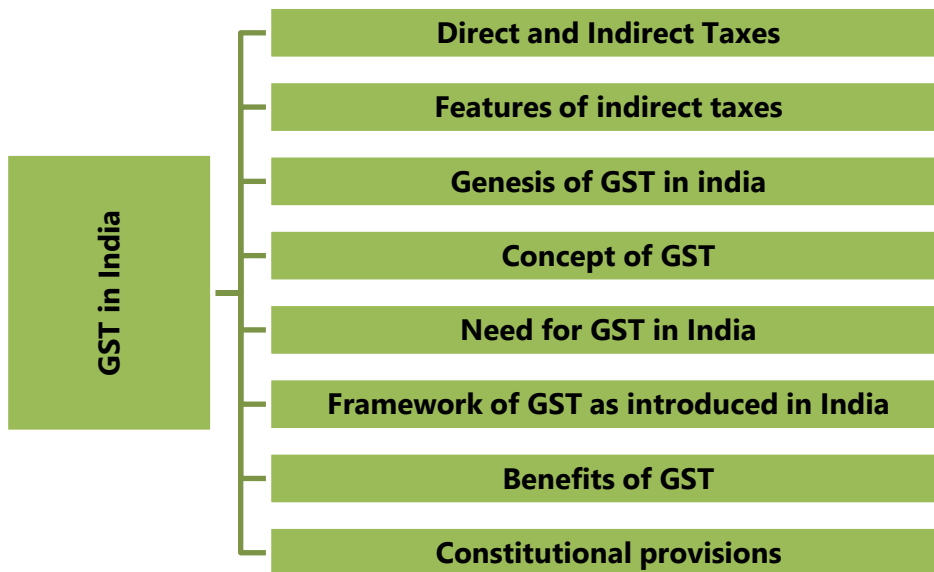 GST in India
Direct and Indirect Taxes
Features of indirect taxes
Genesis of GST in india
Concept of GST
Need for GST in India
Framework of GST as introduced in India
Benefits of GST
Constitutional provisions